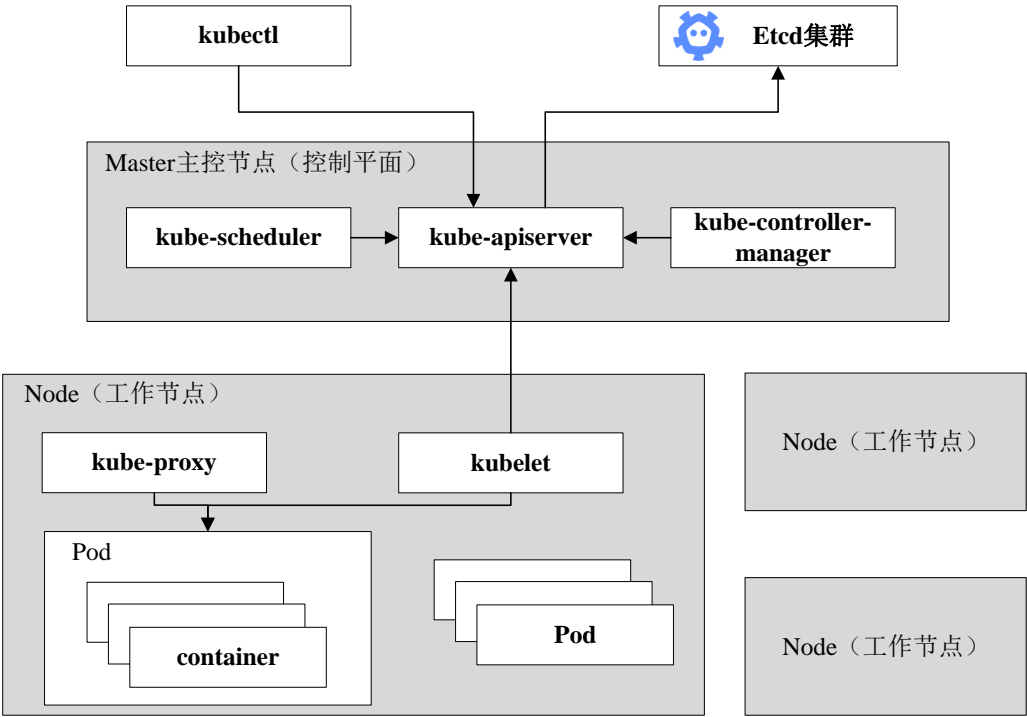 kubectl
Etcd集群
Master主控节点（控制平面）
kube-scheduler
kube-apiserver
kube-controller-
manager
Node（工作节点）
kube-proxy
kubelet
Pod
container
Pod
Node（工作节点）
Node（工作节点）